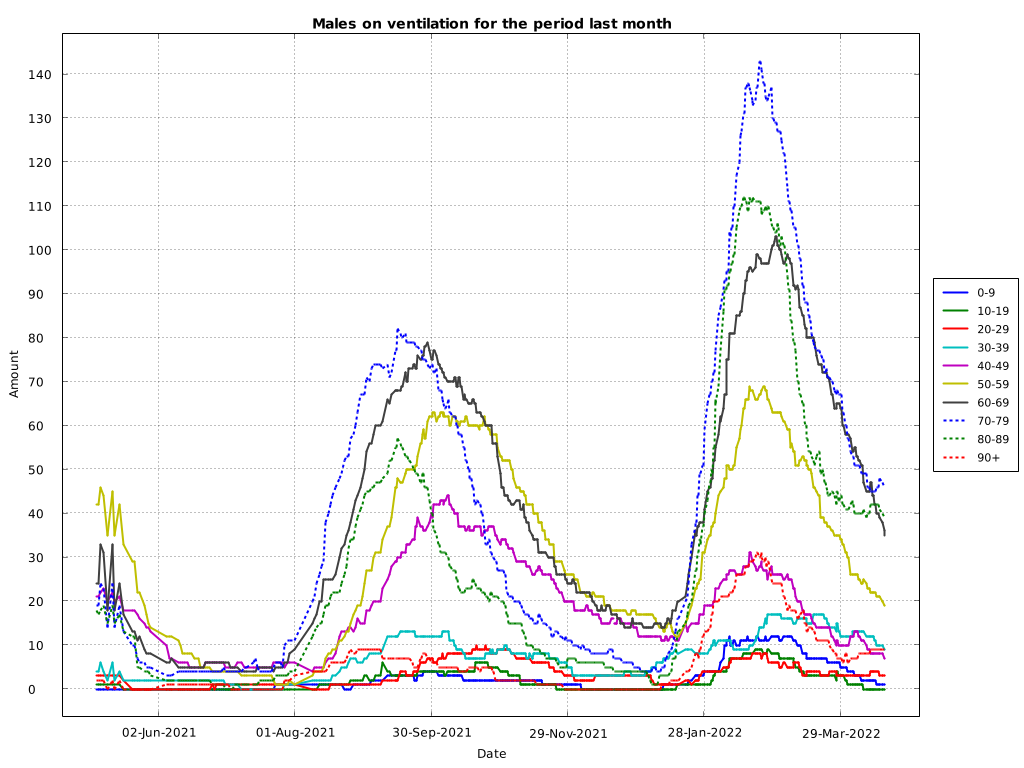 Males on ventilation for the period last month
Amount
140
130
120
110
100
90
80
70
60
50
40
30
20
10
0
02-Jun-2021
01-Aug-2021
30-Sep-2021
29-Nov-2021
28-Jan-2022
29-Mar-2022
Date
0-9
10-19
20-29
30-39
40-49
50-59
60-69
70-79
80-89
90+